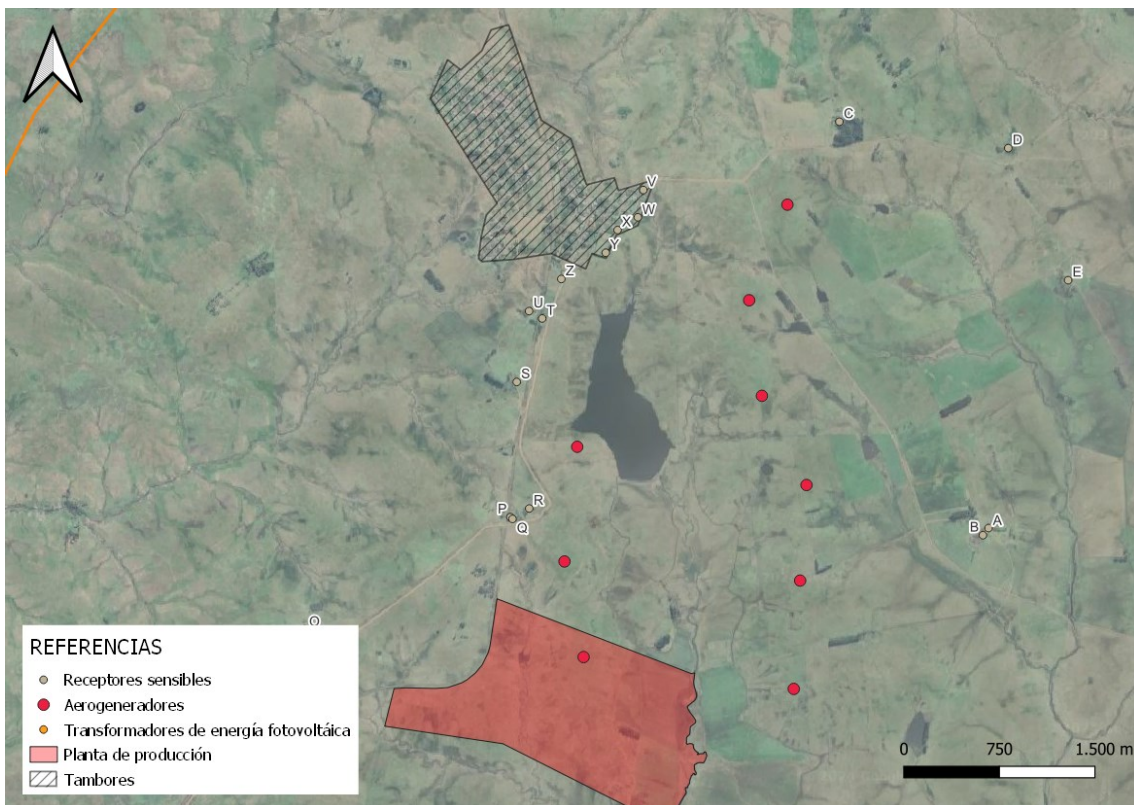 C
D
V
W
X
Y
Z
E
U
T
S
R
P
Q
A
B
O
REFERENCIAS
Receptores sensibles
Aerogeneradores
Transformadores de energía fotovoltáica
Planta de producción
Tambores
0 750 1.500 m